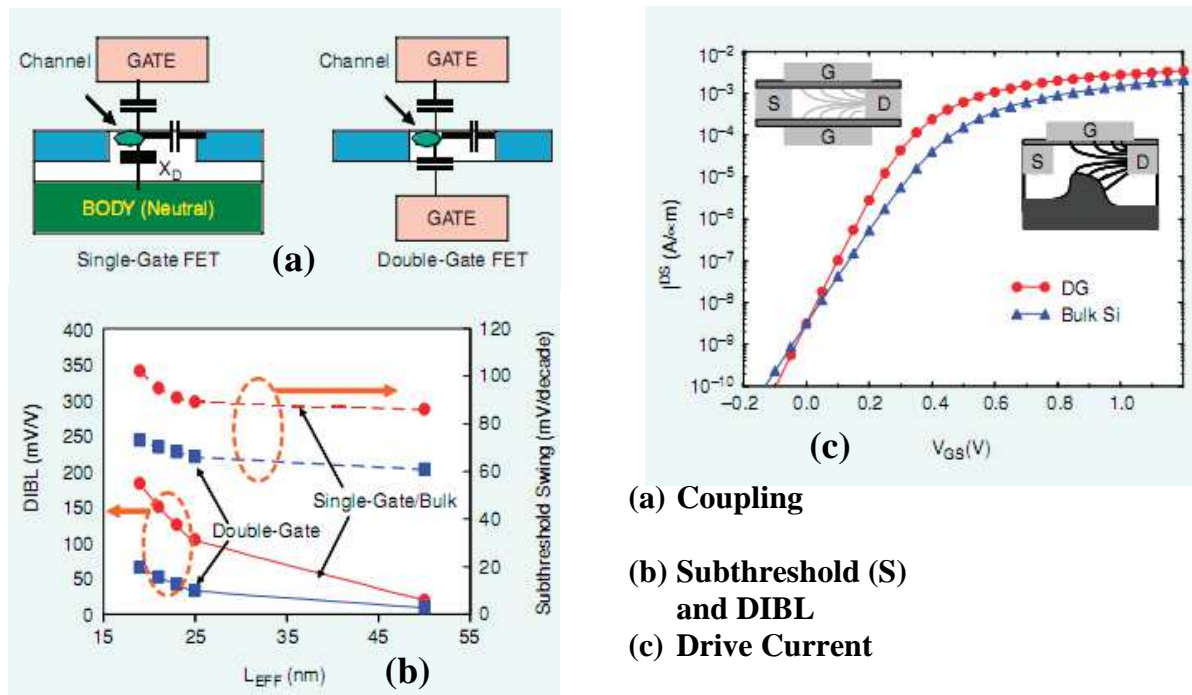 Channel
GATE
X_D
BODY (Neutral)
Single-Gate FET
(a)
Channel
GATE
GATE
Double-Gate FET
DIBL (mV/V)
400
350
300
250
200
150
100
50
0
120
100
80
60
40
20
0
Subthreshold Swing (mV/decade)
Single-Gate/Bulk
Double-Gate
15
25
35
45
55
L_EFF (nm)
(b)
I^DS (A/∝m)
10^-2
10^-3
10^-4
10^-5
10^-6
10^-7
10^-8
10^-9
10^-10
G
S
D
G
G
S
D
DG
Bulk Si
−0.2
0.0
0.2
0.4
0.6
0.8
1.0
(c)
V_GS(V)
(a) Coupling
(b) Subthreshold (S)
and DIBL
(c) Drive Current